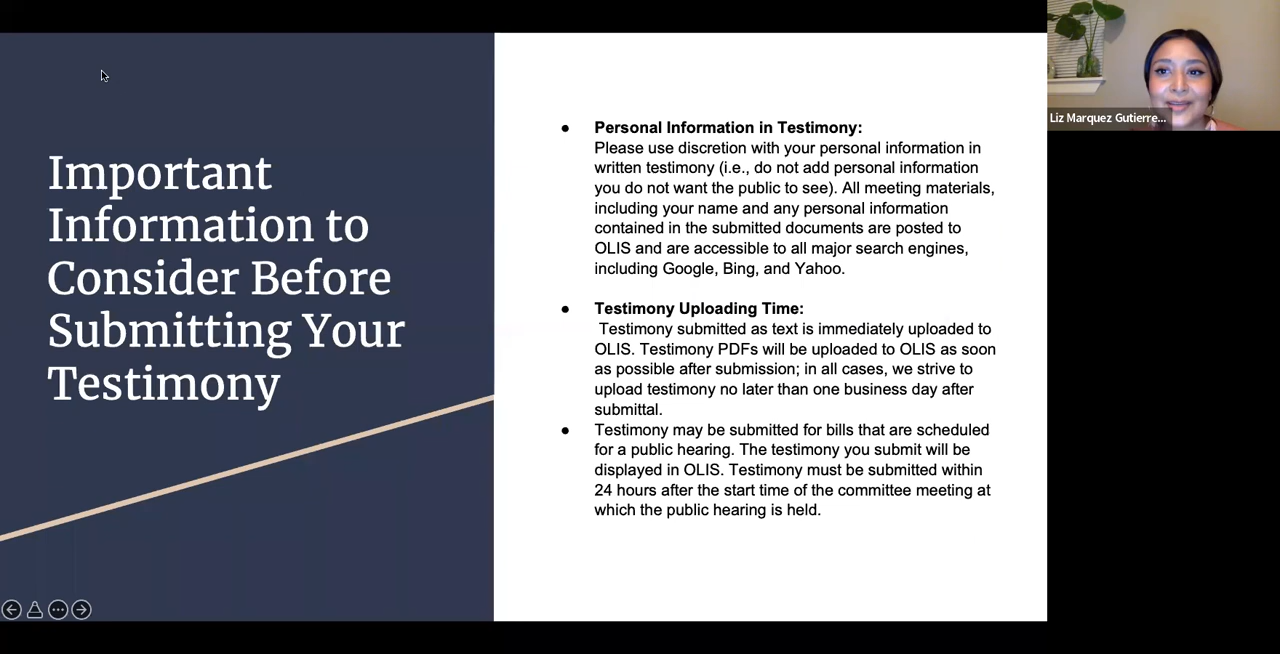 Important
Information to
Consider Before
Submitting Your
Testimony
● Personal Information in Testimony:
Please use discretion with your personal information in
written testimony (i.e., do not add personal information
you do not want the public to see). All meeting materials,
including your name and any personal information
contained in the submitted documents are posted to
OLIS and are accessible to all major search engines,
including Google, Bing, and Yahoo.
● Testimony Uploading Time:
Testimony submitted as text is immediately uploaded to
OLIS. Testimony PDFs will be uploaded to OLIS as soon
as possible after submission; in all cases, we strive to
upload testimony no later than one business day after
submittal.
● Testimony may be submitted for bills that are scheduled
for a public hearing. The testimony you submit will be
displayed in OLIS. Testimony must be submitted within
24 hours after the start time of the committee meeting at
which the public hearing is held.
Liz Marquez Gutierre...